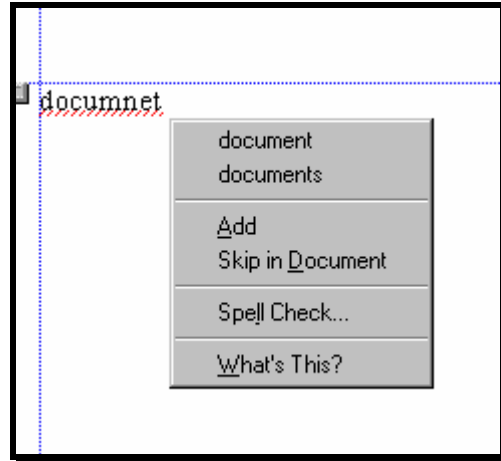 documnet
document
documents
Add
Skip in Document
Spell Check...
What's This?